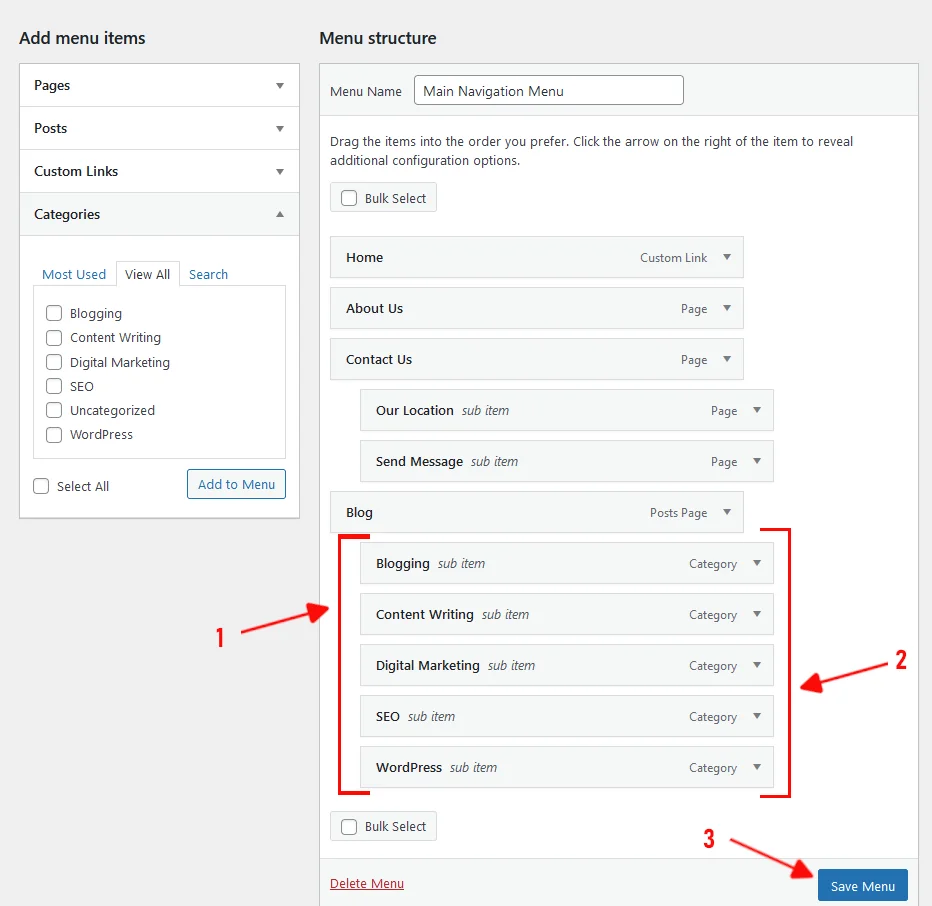 Add menu items
Pages
Posts
Custom Links
Categories
Most Used View All Search
Blogging
Content Writing
Digital Marketing
SEO
Uncategorized
WordPress
Select All Add to Menu
Menu structure
Menu Name Main Navigation Menu
Drag the items into the order you prefer. Click the arrow on the right of the item to reveal
additional configuration options.
Bulk Select
Home Custom Link
About Us Page
Contact Us Page
Our Location sub item Page
Send Message sub item Page
Blog Posts Page
Blogging sub item Category
Content Writing sub item Category
1
Digital Marketing sub item Category
2
SEO sub item Category
WordPress sub item Category
Bulk Select
3
Delete Menu Save Menu